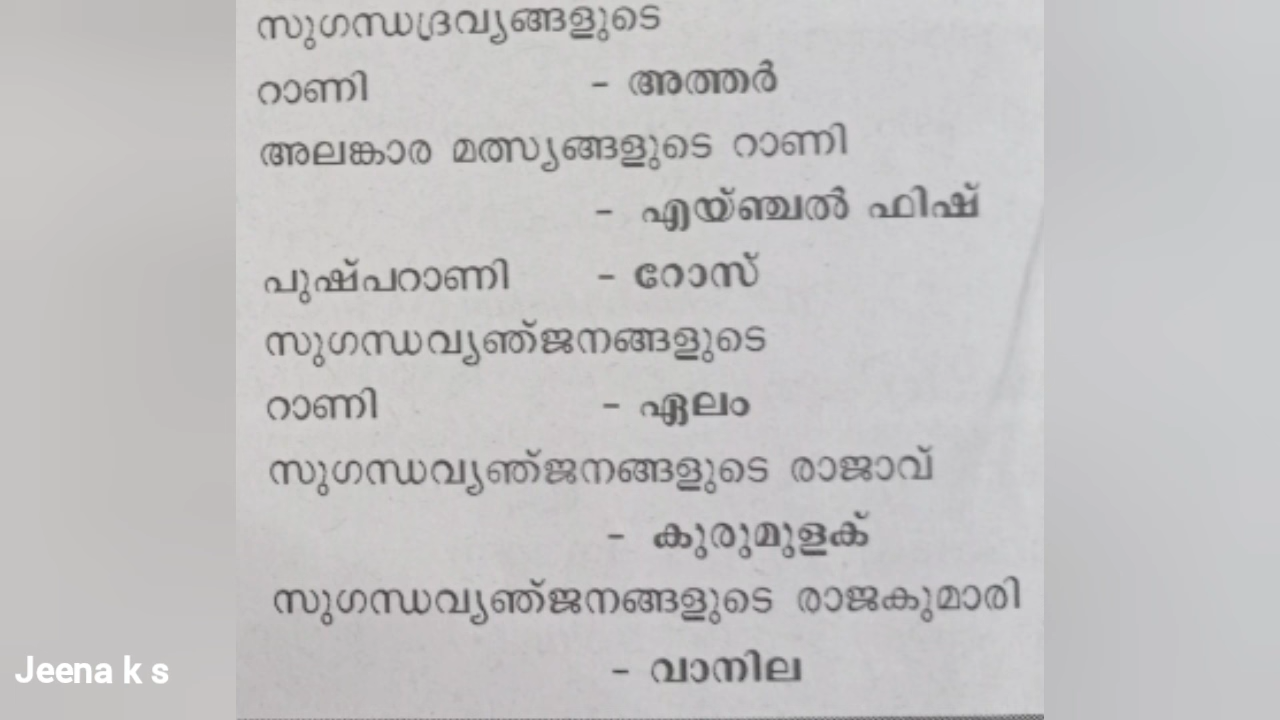 സുഗന്ധദ്രവ്യങ്ങളുടെ
റാണി - അത്തർ
അലങ്കാര മത്സ്യങ്ങളുടെ റാണി
- എയ്ഞ്ചൽ ഫിഷ്
പുഷ്പറാണി - റോസ്
സുഗന്ധവ്യഞ്ജനങ്ങളുടെ
റാണി - ഏലം
സുഗന്ധവ്യഞ്ജനങ്ങളുടെ രാജാവ്
- കുരുമുളക്
സുഗന്ധവ്യഞ്ജനങ്ങളുടെ രാജകുമാരി
- വാനില
Jeena k s